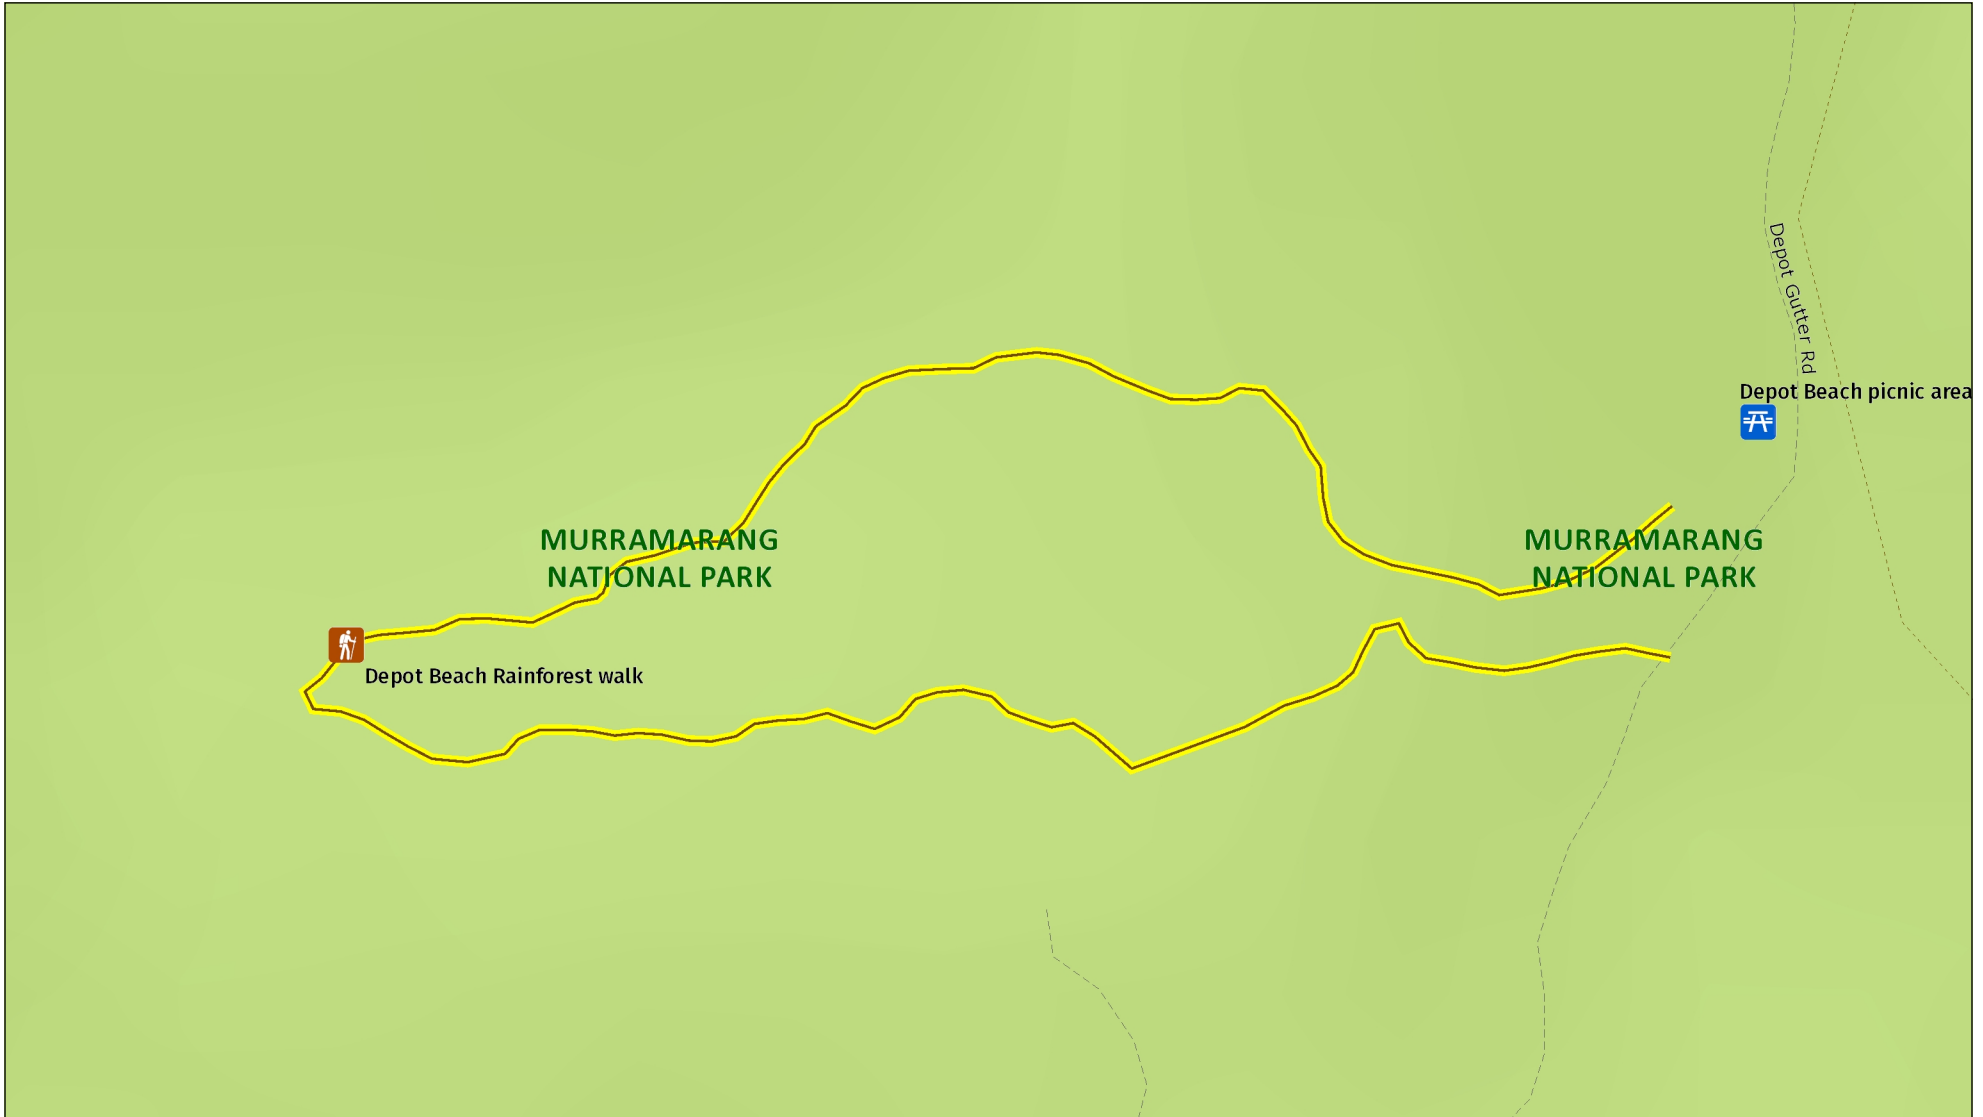 Depot Gutter Rd
Depot Beach picnic area
MURRAMARANG
NATIONAL PARK
MURRAMARANG
NATIONAL PARK
Depot Beach Rainforest walk